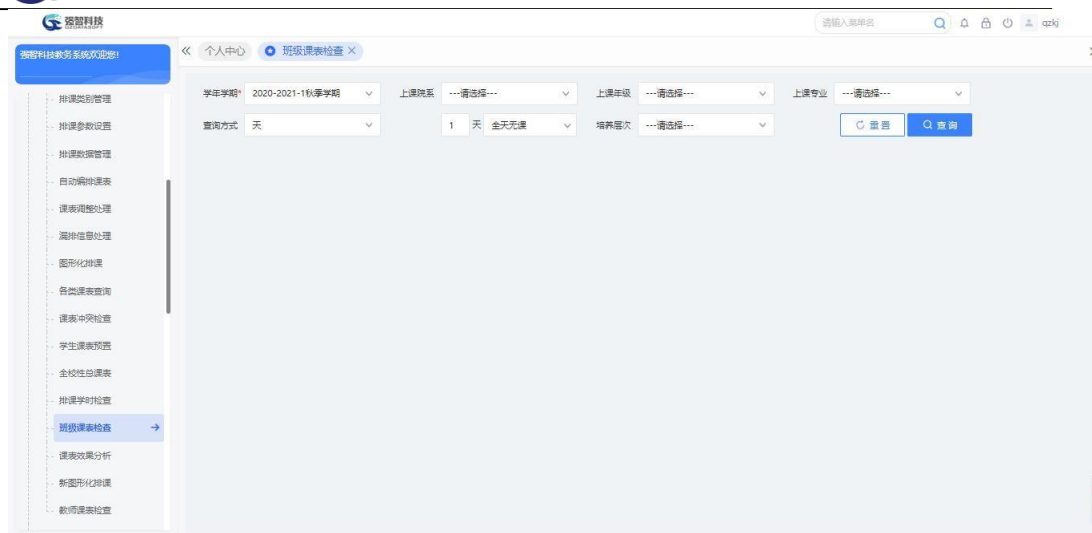 强智科技
QZDATASOFT
请输入菜单名
qzkj
强智科技教务系统欢迎您!
个人中心
班级课表检查
学年学期* 2020-2021-1秋季学期 上课院系 ---请选择--- 上课年级 ---请选择--- 上课专业 ---请选择---
查询方式 天 1 天 全天无课 培养层次 ---请选择--- 重置 查询
排课类别管理
排课参数设置
排课数据管理
自动编排课表
课表调整处理
漏排信息处理
图形化排课
各类课表查询
课表冲突检查
学生课表预置
全校性总课表
排课学时检查
班级课表检查
课表效果分析
新图形化排课
教师课表检查